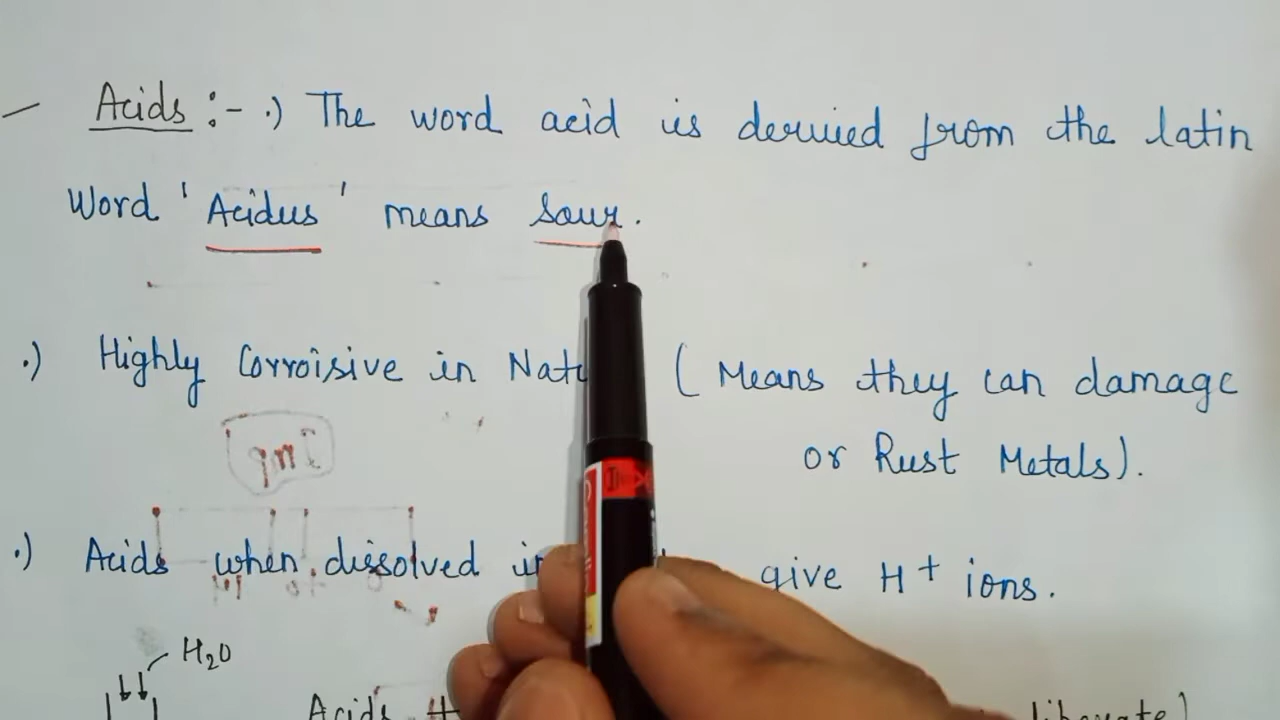 Acids :- .) The word acid is derived from the latin
Word 'Acidus' means Sour.
.) Highly Corroisive in ( Means they can damage
or Rust Metals).
.) Acids when dissolved give H+ ions.
H2O
Acids